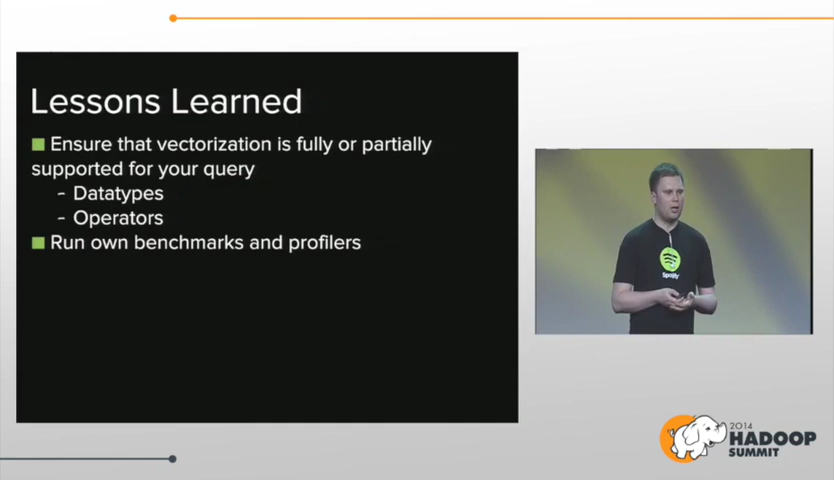 Lessons Learned
Ensure that vectorization is fully or partially
supported for your query
- Datatypes
- Operators
Run own benchmarks and profilers
Spotify
2014
HADOOP
SUMMIT